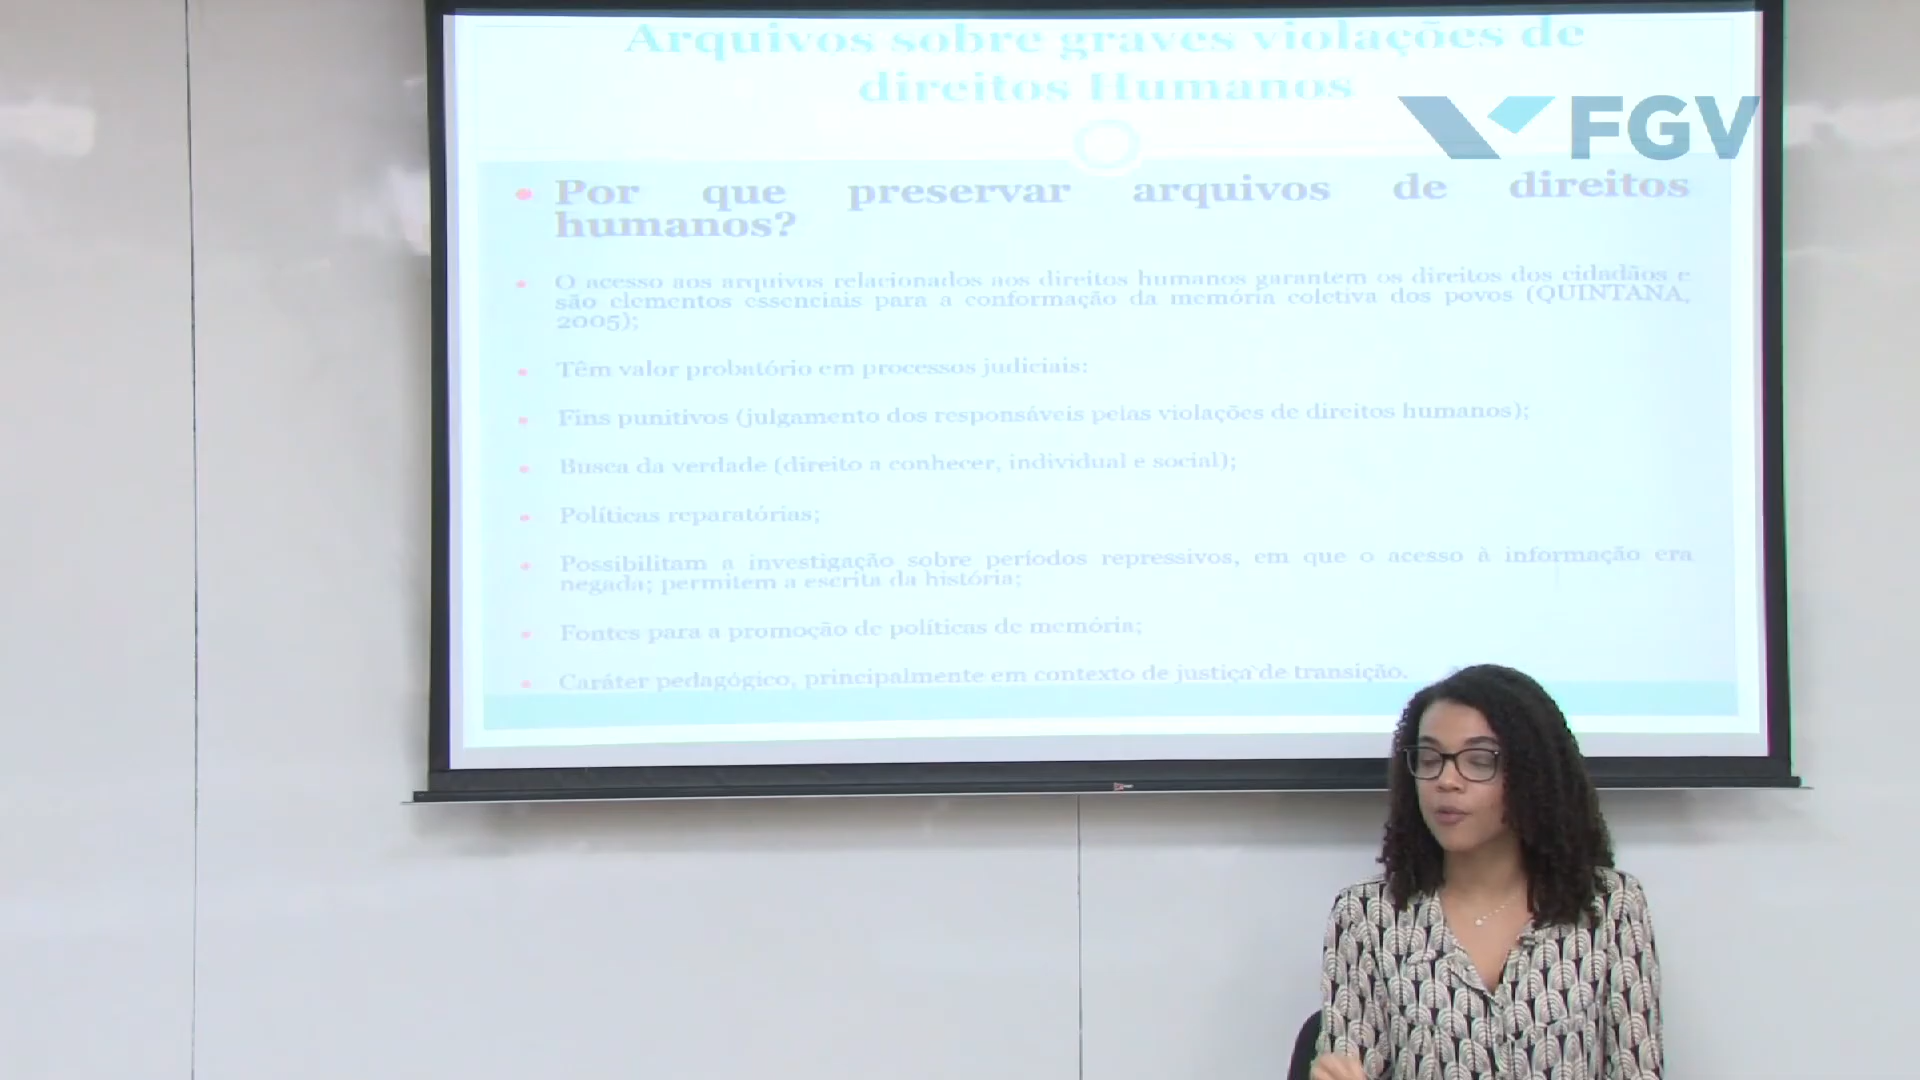 Arquivos sobre graves violações de
direitos Humanos
FGV
• Por que preservar arquivos de direitos
humanos?
• O acesso aos arquivos relacionados aos direitos humanos garantem os direitos dos cidadãos e
são elementos essenciais para a conformação da memória coletiva dos povos (QUINTANA,
2005);
• Têm valor probatório em processos judiciais:
• Fins punitivos (julgamento dos responsáveis pelas violações de direitos humanos);
• Busca da verdade (direito a conhecer, individual e social);
• Políticas reparatórias;
• Possibilitam a investigação sobre períodos repressivos, em que o acesso à informação era
negada; permitem a escrita da história;
• Fontes para a promoção de políticas de memória;
• Caráter pedagógico, principalmente em contexto de justiça de transição.